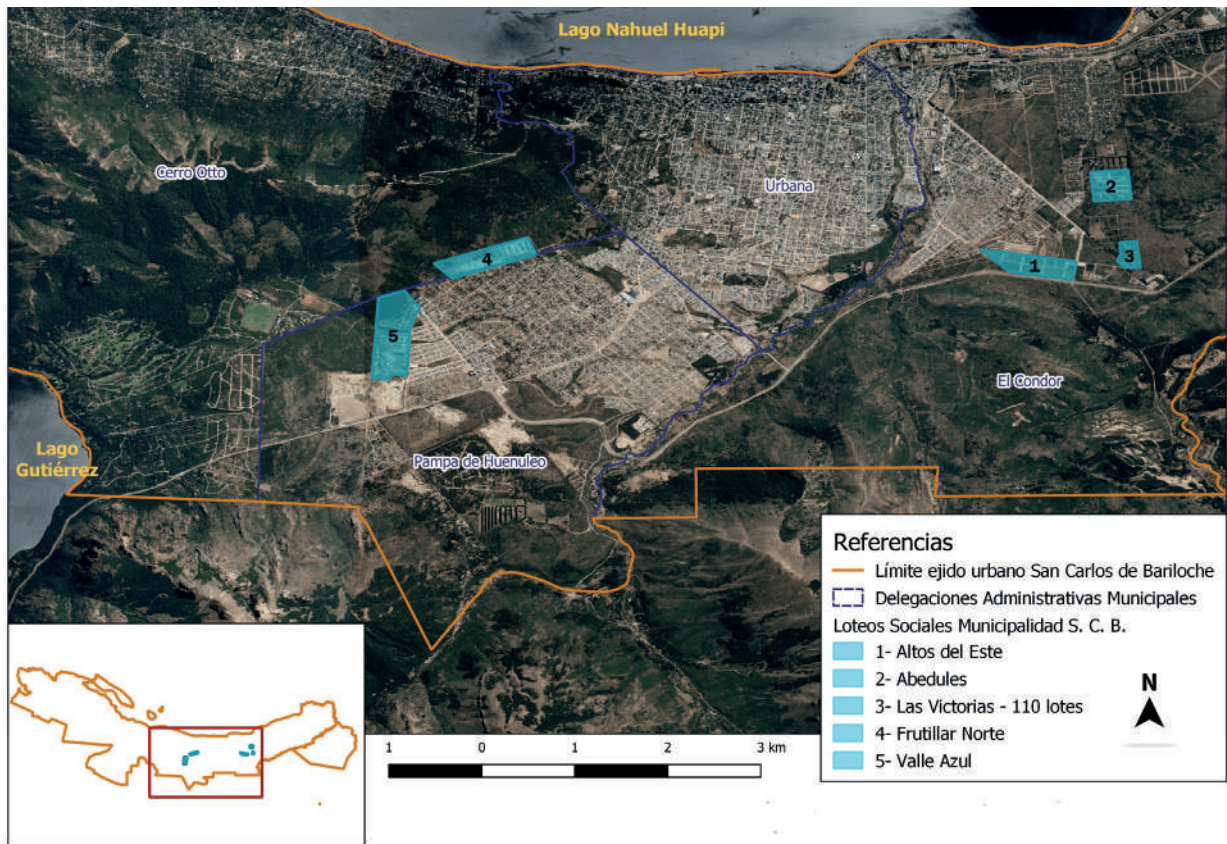 Lago Nahuel Huapi
Cerro Otto
Urbana
2
4
3
1
5
El Condor
Lago
Gutiérrez
Pampa de Huenuleo
Referencias
Límite ejido urbano San Carlos de Bariloche
Delegaciones Administrativas Municipales
Loteos Sociales Municipalidad S. C. B.
1- Altos del Este
2- Abedules
3- Las Victorias - 110 lotes
4- Frutillar Norte
5- Valle Azul
N
1 0 1 2 3 km